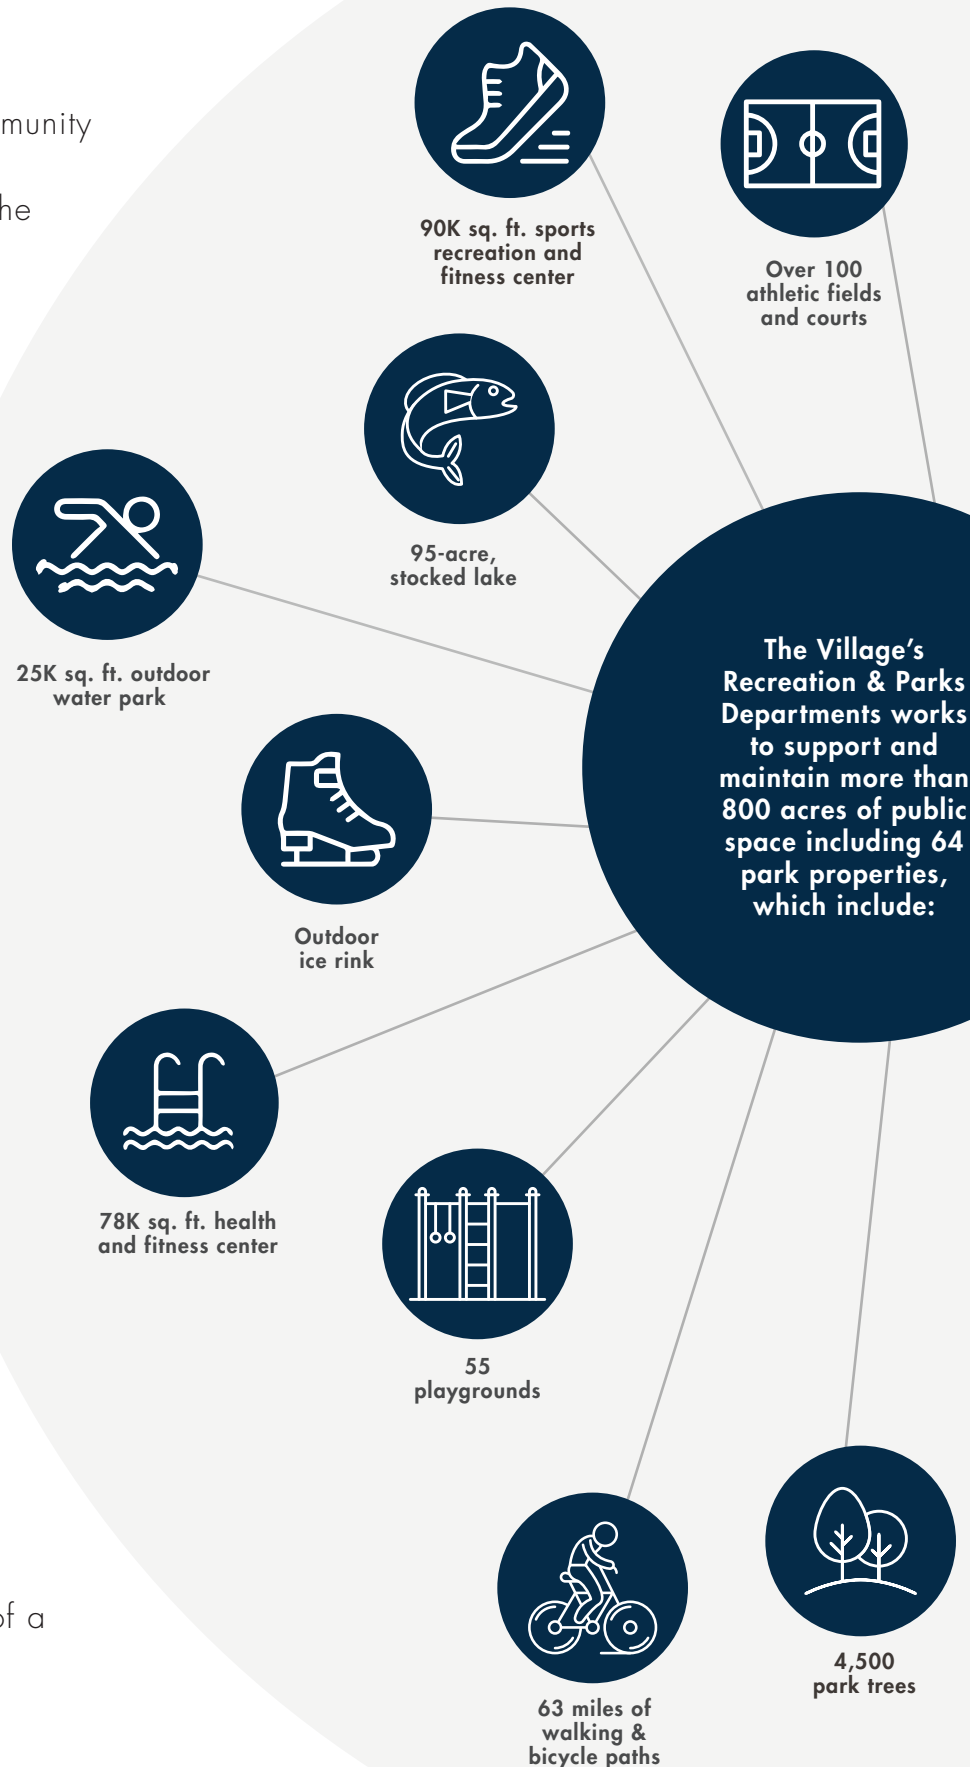 munity
he
90K sq. ft. sports
recreation and
fitness center
Over 100
athletic fields
and courts
95-acre,
stocked lake
25K sq. ft. outdoor
water park
The Village’s
Recreation & Parks
Departments works
to support and
maintain more than
800 acres of public
space including 64
park properties,
which include:
Outdoor
ice rink
78K sq. ft. health
and fitness center
55
playgrounds
of a
4,500
park trees
63 miles of
walking &
bicycle paths